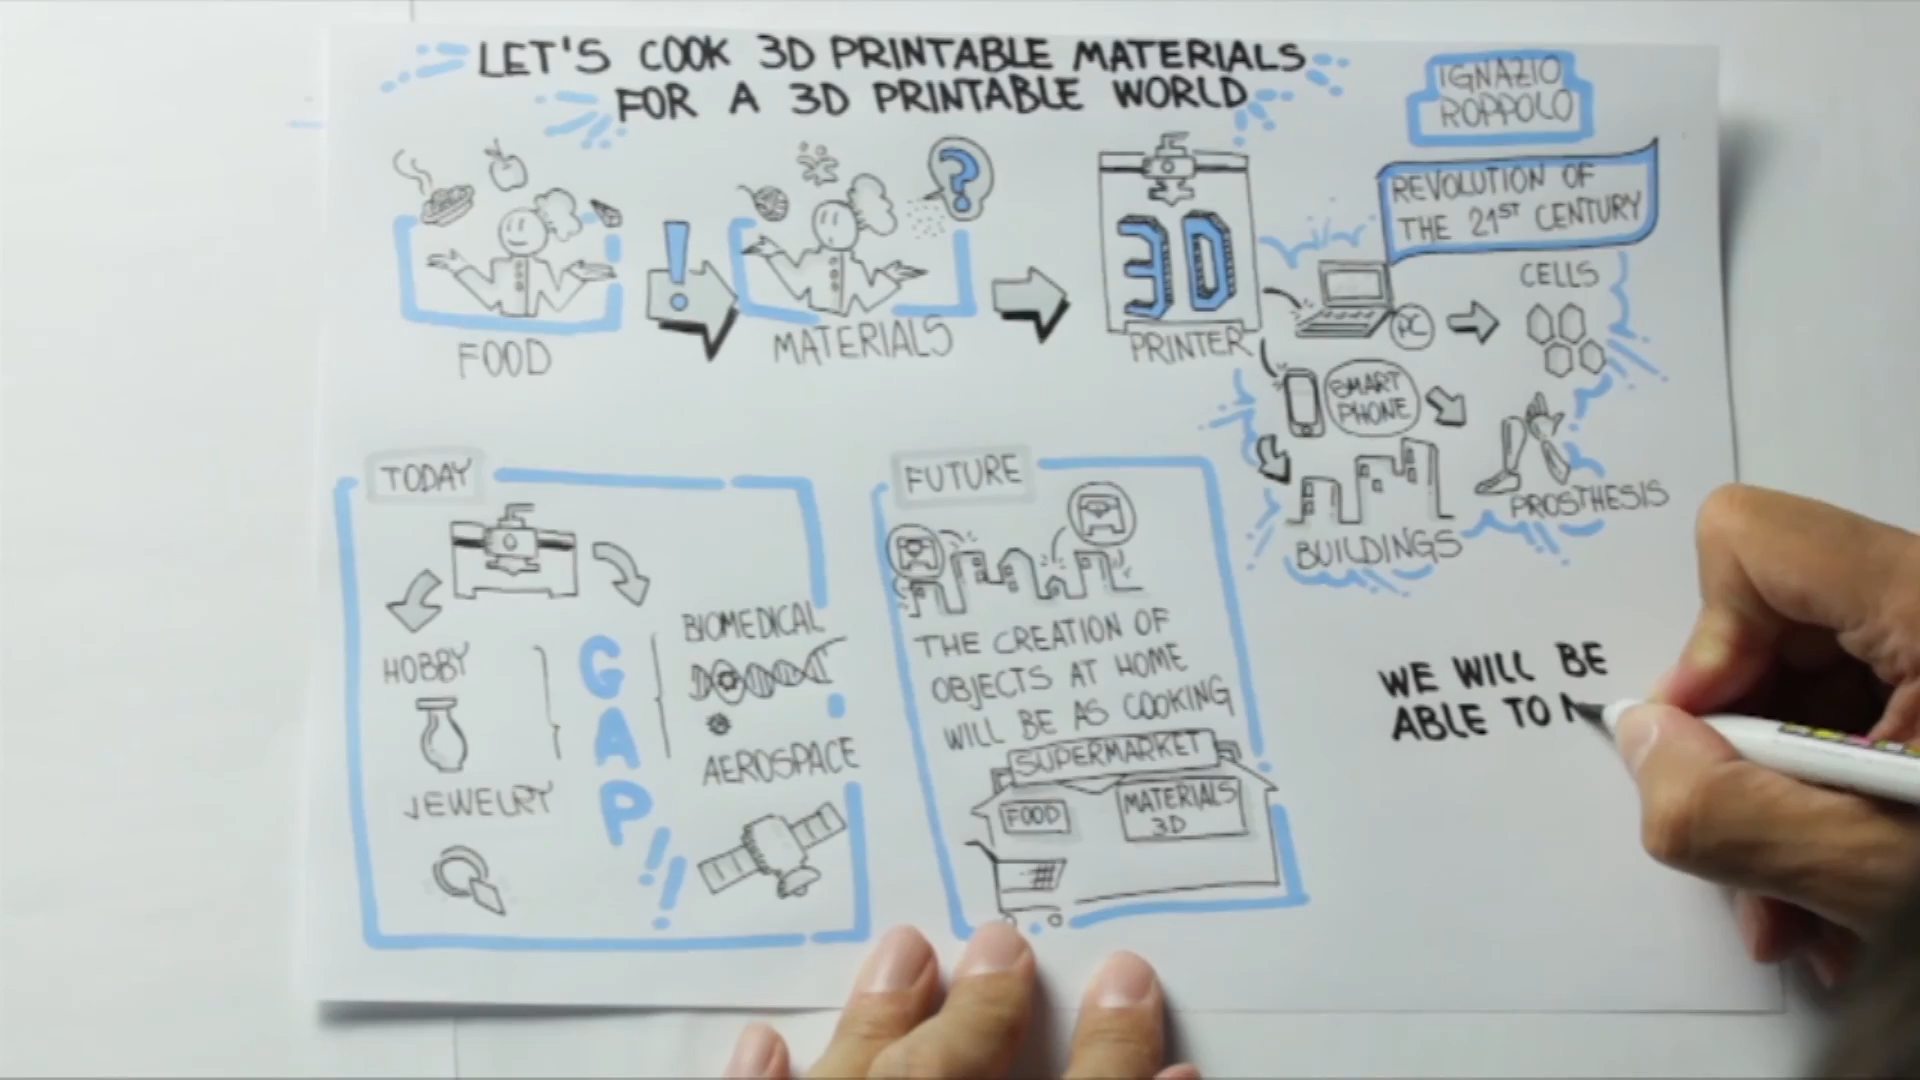 LET'S COOK 3D PRINTABLE MATERIALS
FOR A 3D PRINTABLE WORLD
IGNAZIO
ROPPOLO
REVOLUTION OF
THE 21ST CENTURY
?
!
FOOD
MATERIALS
3D
PRINTER
PC
CELLS
SMART
PHONE
PROSTHESIS
BUILDINGS
TODAY
HOBBY
JEWELRY
GAP!!
BIOMEDICAL
AEROSPACE
FUTURE
THE CREATION OF
OBJECTS AT HOME
WILL BE AS COOKING
SUPERMARKET
FOOD
MATERIALS
3D
WE WILL BE
ABLE TO